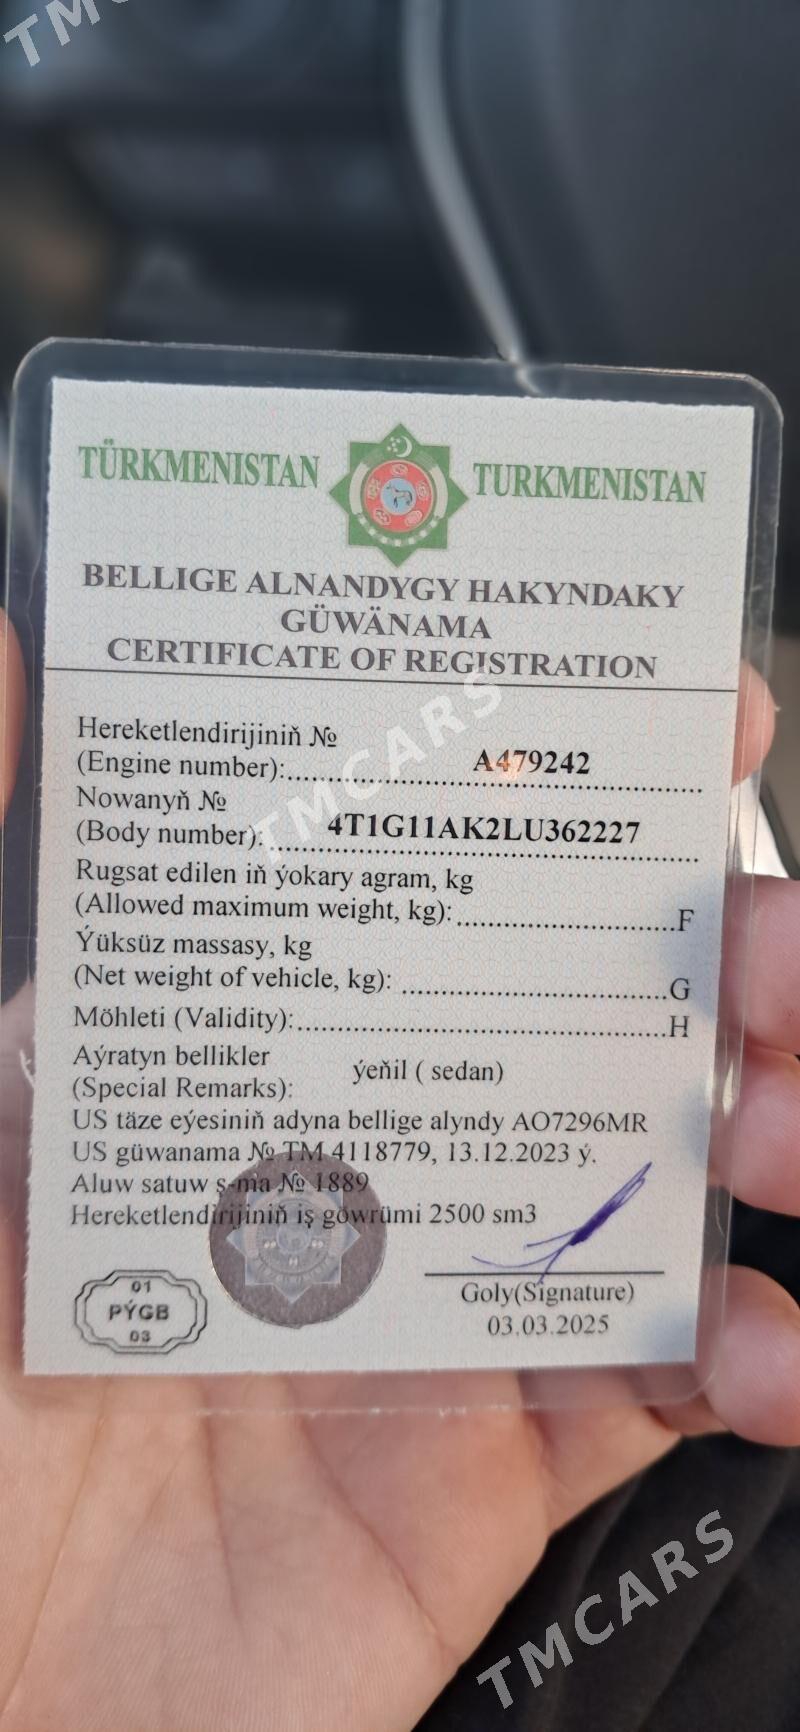 TMCARS
TÜRKMENISTAN TURKMENISTAN
BELLIGE ALNANDYGY HAKYNDAKY
GÜWÄNAMA
CERTIFICATE OF REGISTRATION
Hereketlendirijiniň №
(Engine number):........A479242
Nowanyň №
(Body number):........4T1G11AK2LU362227
Rugsat edilen iň ýokary agram, kg
(Allowed maximum weight, kg):........F
Ýüksüz massasy, kg
(Net weight of vehicle, kg): ........G
Möhleti (Validity):........H
Aýratyn bellikler
(Special Remarks): ýeňil ( sedan)
US täze eýesiniň adyna bellige alyndy AO7296MR
US güwanama № TM 4118779, 13.12.2023 ý.
Aluw satuw ş-ma № 1889
Hereketlendirijiniň iş göwrümi 2500 sm3
01
PÝGB
03
Goly(Signature)
03.03.2025
TMCARS
TMCARS